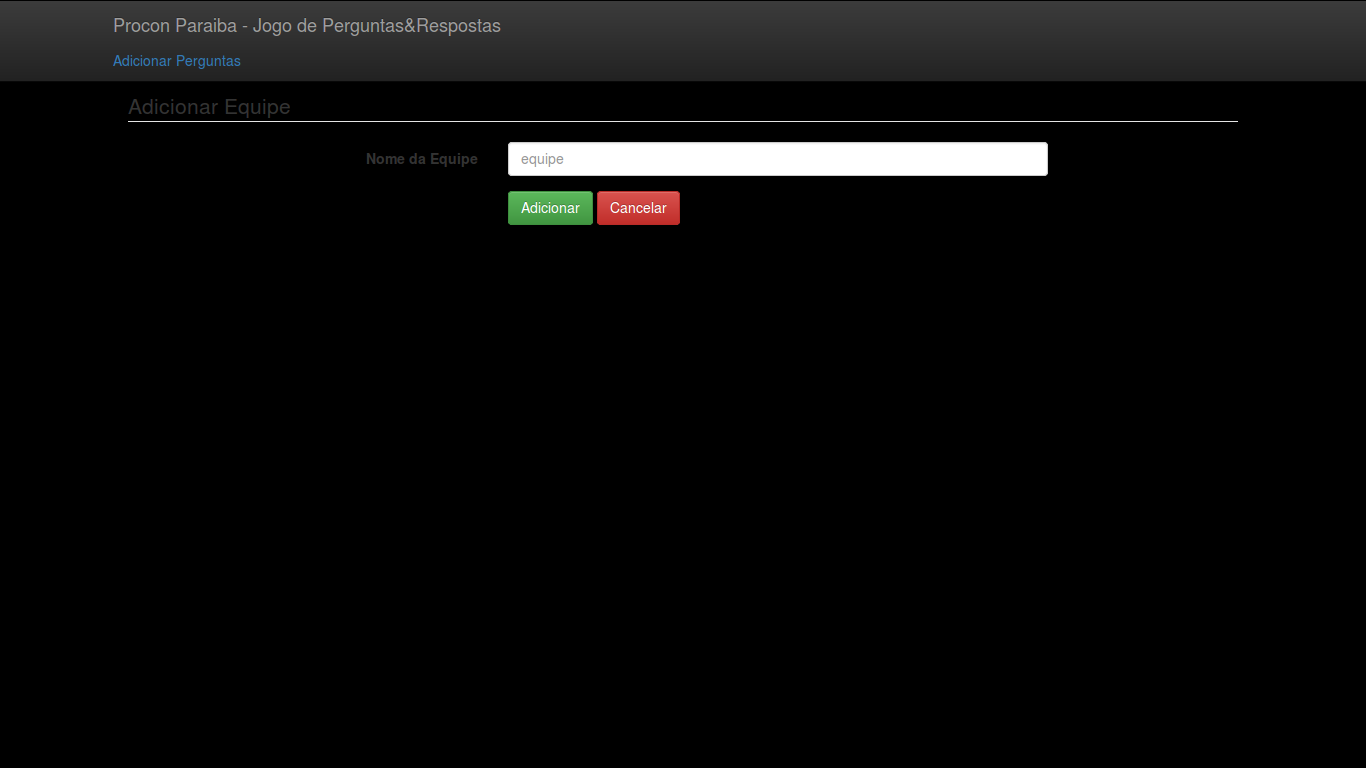 Procon Paraiba - Jogo de Perguntas&Respostas
Adicionar Perguntas
Adicionar Equipe
Nome da Equipe
equipe
Adicionar Cancelar